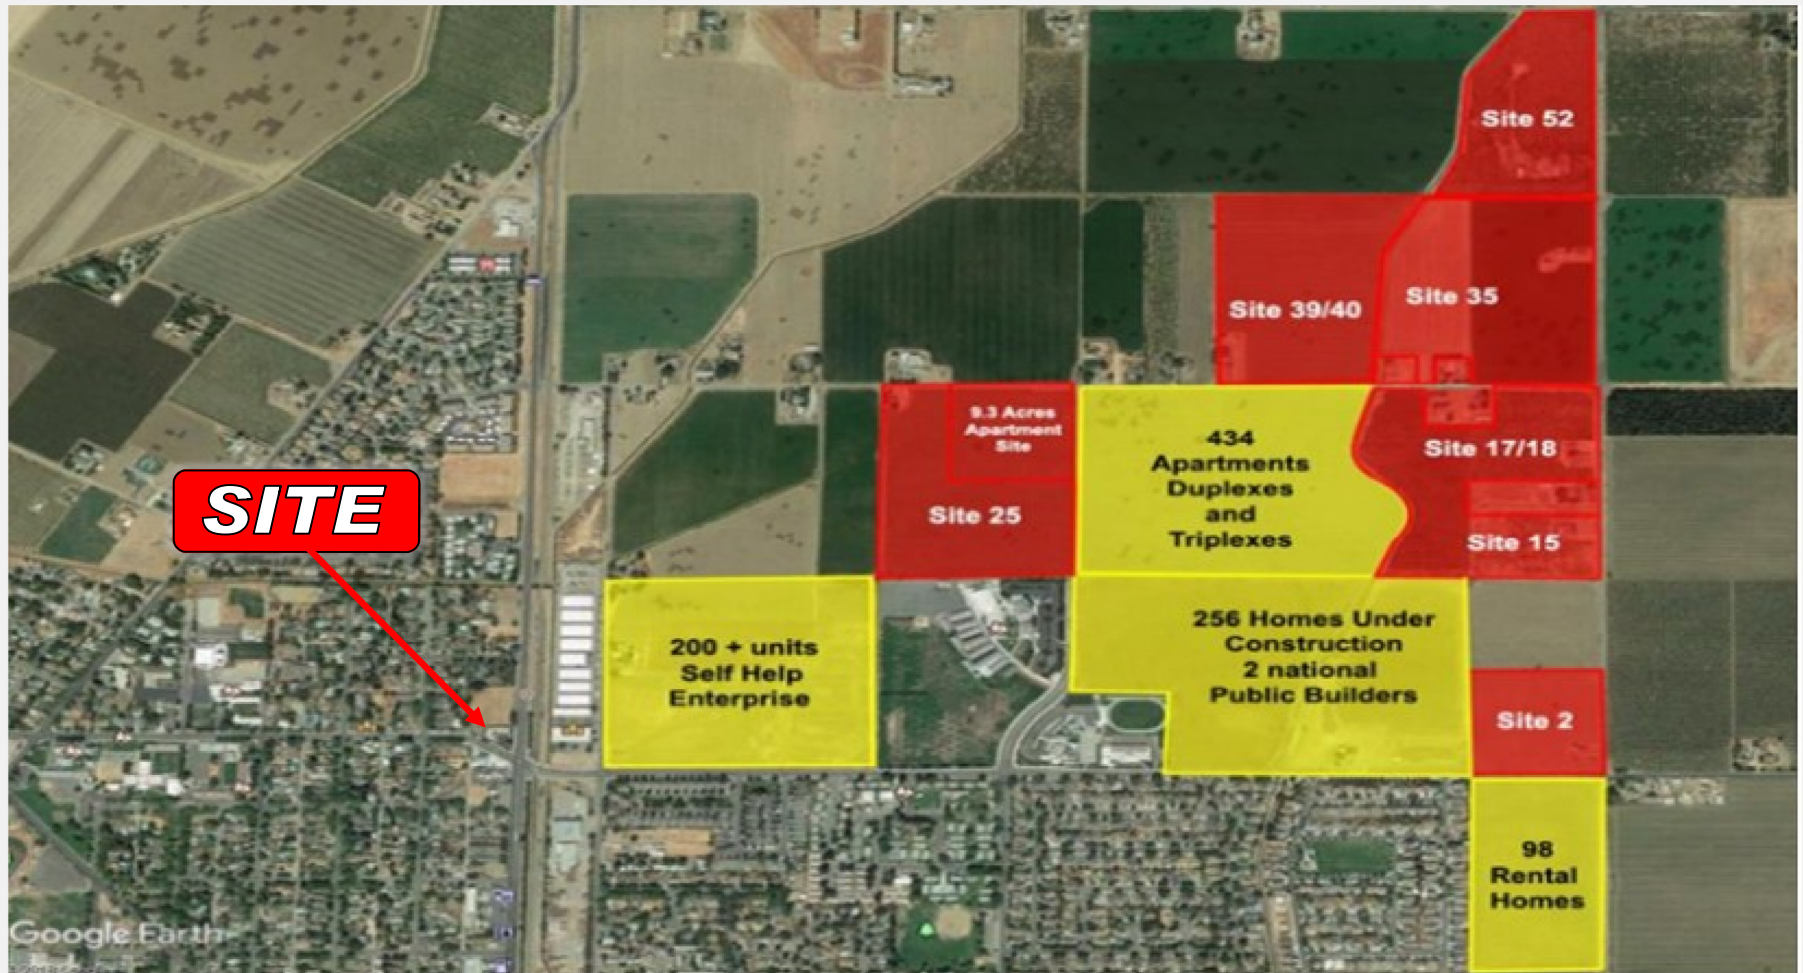 Site 52
Site 39/40
Site 35
9.3 Acres
Apartment
Site
Site 25
434
Apartments
Duplexes
and
Triplexes
Site 17/18
Site 15
SITE
200 + units
Self Help
Enterprise
256 Homes Under
Construction
2 national
Public Builders
Site 2
98
Rental
Homes
Google Earth